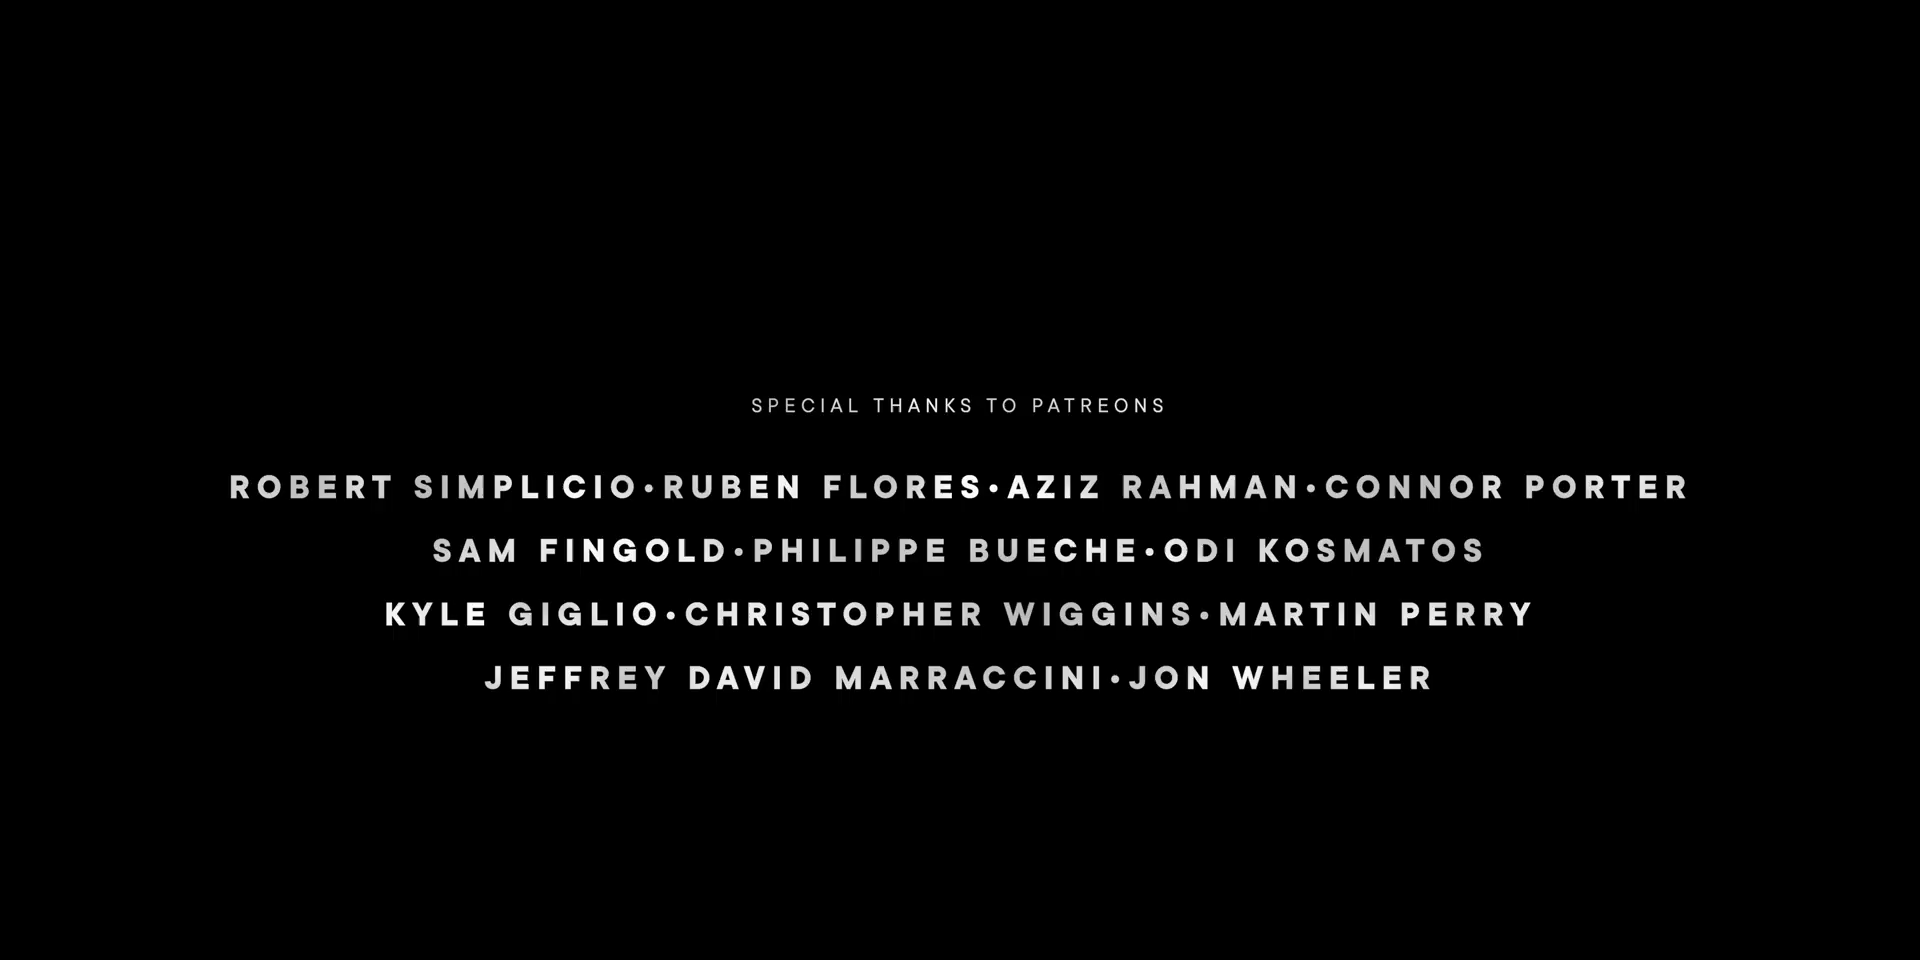 SPECIAL THANKS TO PATREONS
ROBERT SIMPLICIO•RUBEN FLORES•AZIZ RAHMAN•CONNOR PORTER
SAM FINGOLD•PHILIPPE BUECHE•ODI KOSMATOS
KYLE GIGLIO•CHRISTOPHER WIGGINS•MARTIN PERRY
JEFFREY DAVID MARRACCINI•JON WHEELER